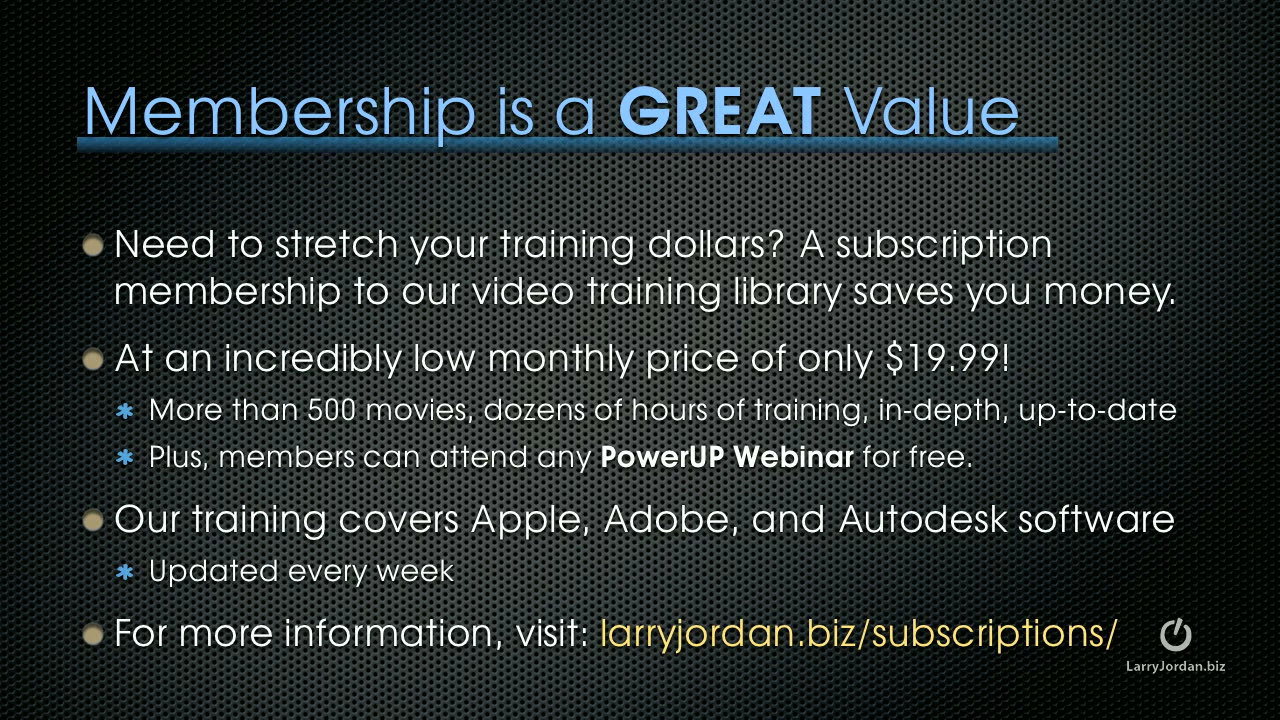 Membership is a GREAT Value
Need to stretch your training dollars? A subscription
membership to our video training library saves you money.
At an incredibly low monthly price of only $19.99!
More than 500 movies, dozens of hours of training, in-depth, up-to-date
Plus, members can attend any PowerUP Webinar for free.
Our training covers Apple, Adobe, and Autodesk software
Updated every week
For more information, visit: larryjordan.biz/subscriptions/
LarryJordan.biz